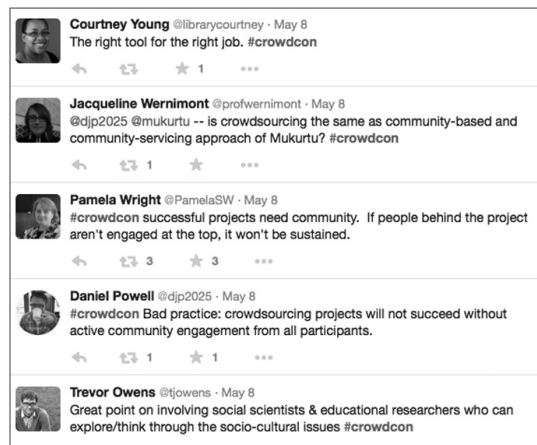 Courtney Young @librarycourtney · May 8
The right tool for the right job. #crowdcon
1
Jacqueline Wernimont @profwernimont · May 8
@djp2025 @mukurtu -- is crowdsourcing the same as community-based and
community-servicing approach of Mukurtu? #crowdcon
1
Pamela Wright @PamelaSW · May 8
#crowdcon successful projects need community. If people behind the project
aren't engaged at the top, it won't be sustained.
3 3
Daniel Powell @djp2025 · May 8
#crowdcon Bad practice: crowdsourcing projects will not succeed without
active community engagement from all participants.
1 1
Trevor Owens @tjowens · May 8
Great point on involving social scientists & educational researchers who can
explore/think through the socio-cultural issues #crowdcon